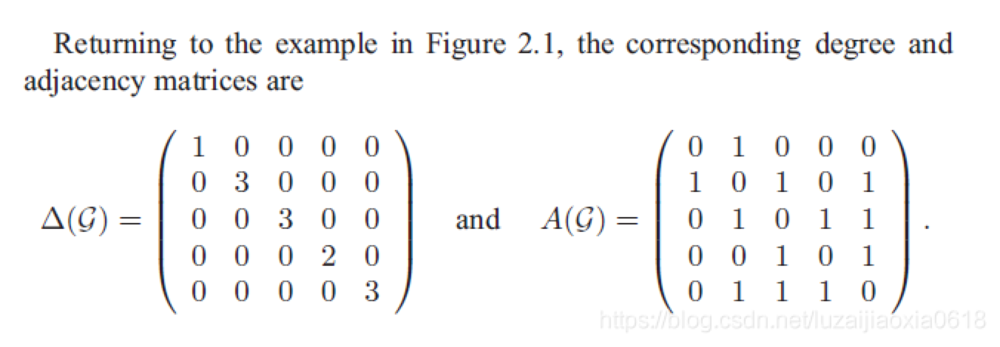 Returning to the example in Figure 2.1, the corresponding degree and
adjacency matrices are
1 0 0 0 0
0 3 0 0 0
Δ(𝒢) = 0 0 3 0 0
0 0 0 2 0
0 0 0 0 3
and
0 1 0 0 0
1 0 1 0 1
A(𝒢) = 0 1 0 1 1 .
0 0 1 0 1
0 1 1 1 0
https://blog.csdn.net/luzaijiaoxia0618